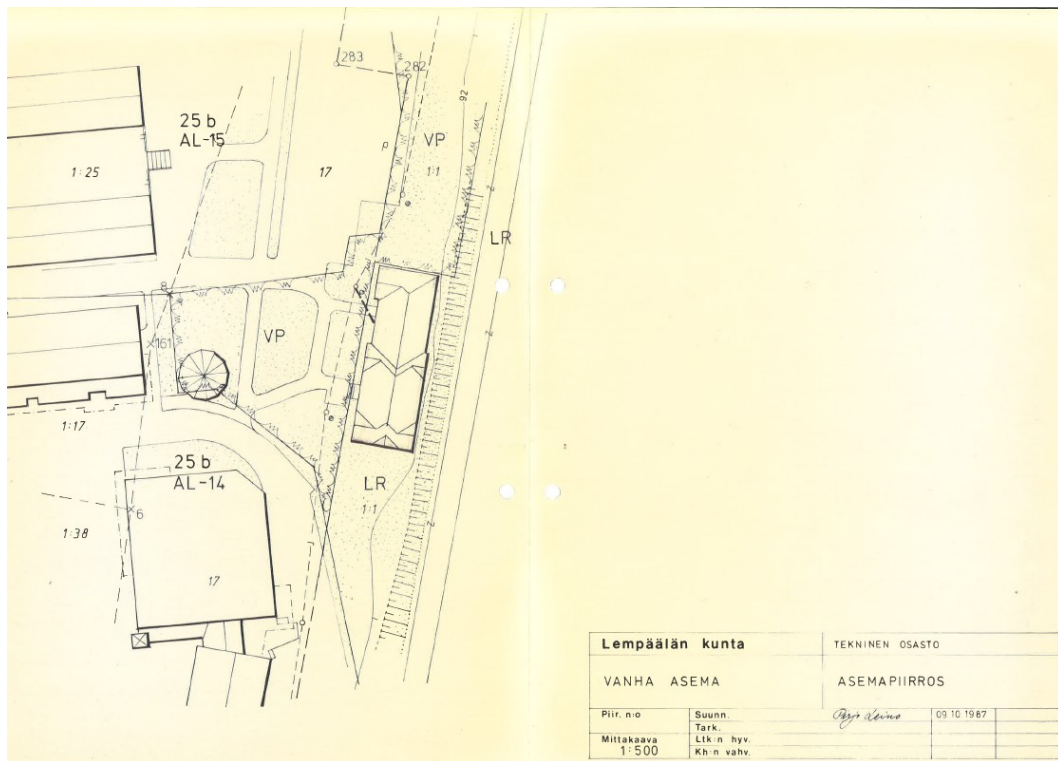 283
282
92
25 b
AL-15
VP
1:1
1:25
17
P
LR
8
161
VP
1:17
25 b
AL-14
LR
1:1
6
1:38
17
Lempäälän kunta
TEKNINEN OSASTO
VANHA ASEMA
ASEMAPIIRROS
Piir. n:o
Suunn.
Leino
09.10.1987
Tark.
Mittakaava
Ltk:n hyv.
1:500
Kh:n vahv.